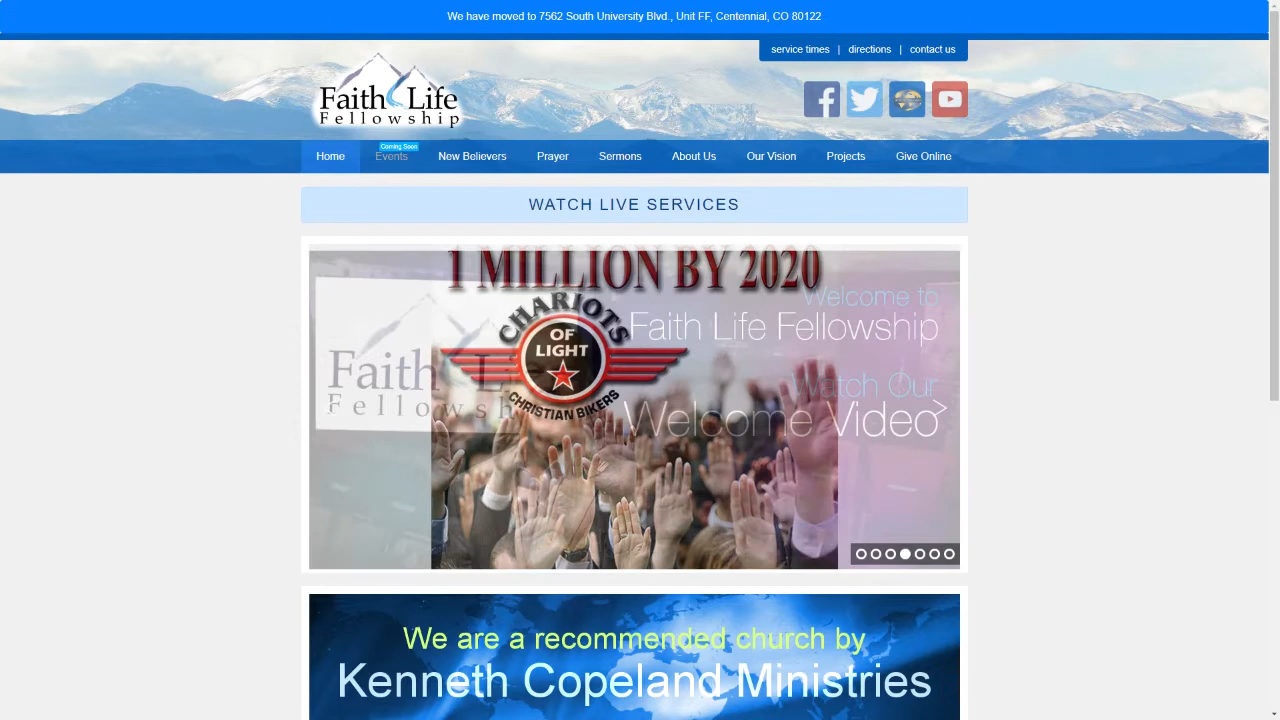 We have moved to 7562 South University Blvd., Unit FF, Centennial, CO 80122
service times | directions | contact us
Faith Life
Fellowship
Coming Soon
Home Events New Believers Prayer Sermons About Us Our Vision Projects Give Online
WATCH LIVE SERVICES
1 MILLION BY 2020
CHARIOTS
OF
LIGHT
CHRISTIAN BIKERS
Welcome to
Faith Life Fellowship
Watch Our
Welcome Video
Faith L
Fellowsh
We are a recommended church by
Kenneth Copeland Ministries